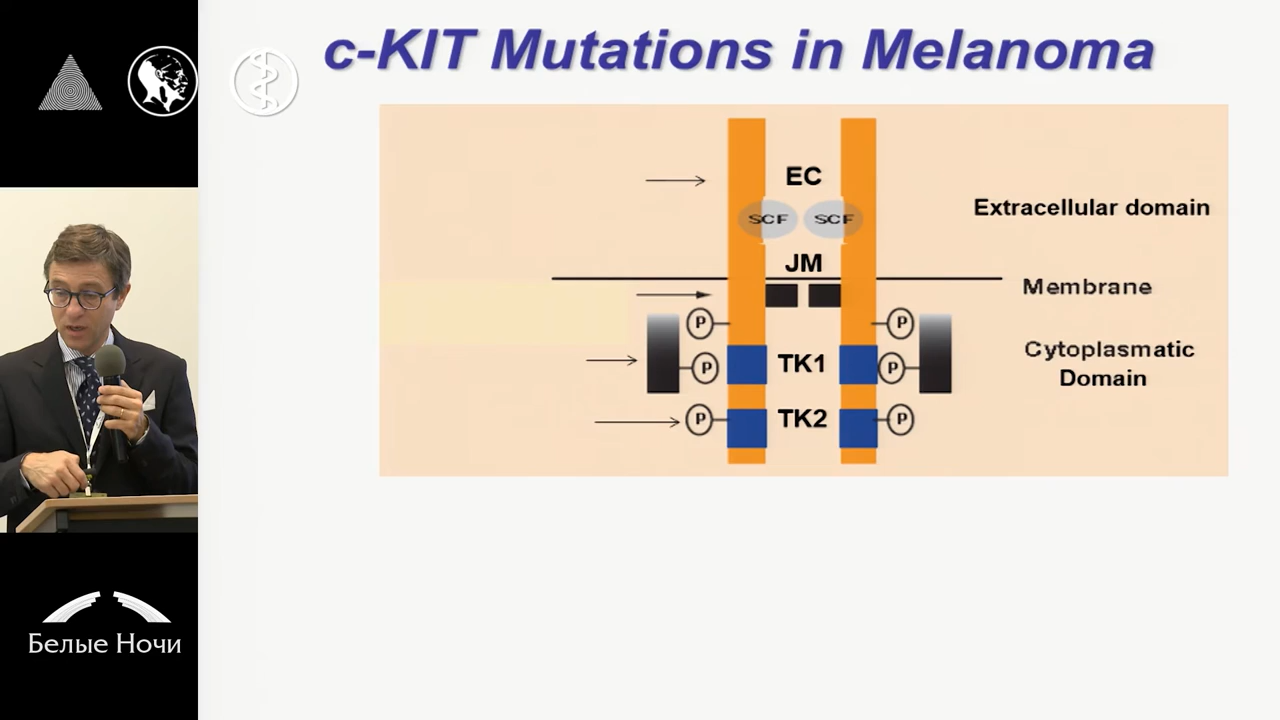 c-KIT Mutations in Melanoma
EC
SCF SCF
Extracellular domain
JM
Membrane
P P
Cytoplasmatic
Domain
P TK1 P
P TK2 P
Белые Ночи